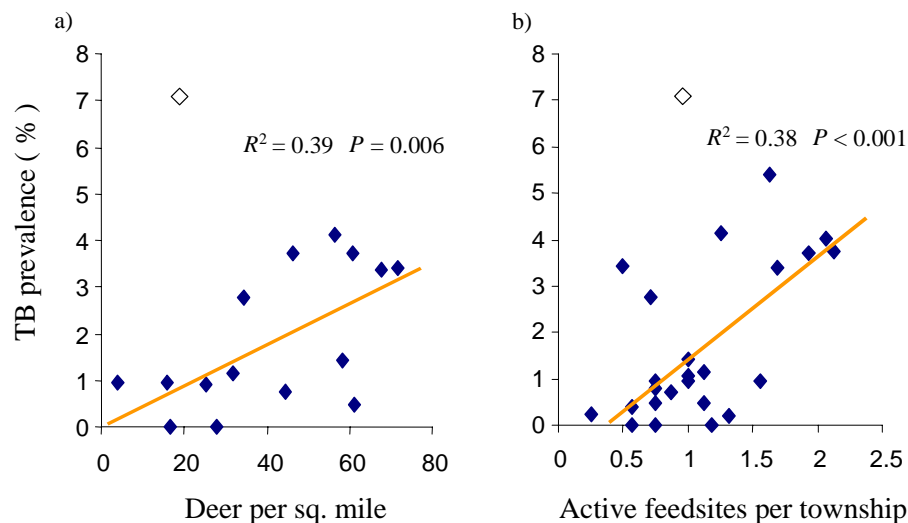 a)
TB prevalence ( % )
8
7
6
5
4
3
2
1
0
R² = 0.39 P = 0.006
0 20 40 60 80
Deer per sq. mile
b)
8
7
6
5
4
3
2
1
0
R² = 0.38 P < 0.001
0 0.5 1 1.5 2 2.5
Active feedsites per township